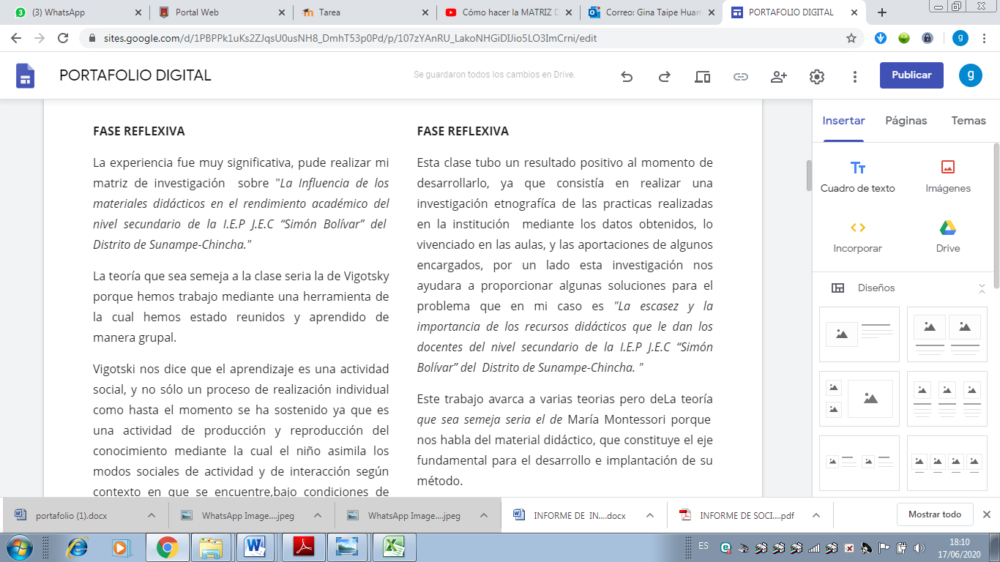 (3) WhatsApp
Portal Web
Tarea
Cómo hacer la MATRIZ D
Correo: Gina Taipe Huam
PORTAFOLIO DIGITAL
sites.google.com/d/1PBPPk1uKs2ZJqsU0usNH8_DmhT53p0Pd/p/107zYAnRU_LakoNHGiDIJio5LO3ImCrni/edit
g
PORTAFOLIO DIGITAL
Se guardaron todos los cambios en Drive.
Publicar
g
FASE REFLEXIVA
La experiencia fue muy significativa, pude realizar mi
matriz de investigación sobre "La Influencia de los
materiales didácticos en el rendimiento académico del
nivel secundario de la I.E.P J.E.C “Simón Bolívar” del
Distrito de Sunampe-Chincha."
La teoría que sea semeja a la clase seria la de Vigotsky
porque hemos trabajo mediante una herramienta de
la cual hemos estado reunidos y aprendido de
manera grupal.
Vigotski nos dice que el aprendizaje es una actividad
social, y no sólo un proceso de realización individual
como hasta el momento se ha sostenido ya que es
una actividad de producción y reproducción del
conocimiento mediante la cual el niño asimila los
modos sociales de actividad y de interacción según
contexto en que se encuentre,bajo condiciones de
FASE REFLEXIVA
Esta clase tubo un resultado positivo al momento de
desarrollarlo, ya que consistía en realizar una
investigación etnografíca de las practicas realizadas
en la institución mediante los datos obtenidos, lo
vivenciado en las aulas, y las aportaciones de algunos
encargados, por un lado esta investigación nos
ayudara a proporcionar algunas soluciones para el
problema que en mi caso es "La escasez y la
importancia de los recursos didácticos que le dan los
docentes del nivel secundario de la I.E.P J.E.C “Simón
Bolívar” del Distrito de Sunampe-Chincha. "
Este trabajo avarca a varias teorias pero deLa teoría
que sea semeja seria el de María Montessori porque
nos habla del material didáctico, que constituye el eje
fundamental para el desarrollo e implantación de su
método.
Insertar
Páginas
Temas
Tт
Cuadro de texto
Imágenes
Incorporar
Drive
Diseños
portafolio (1).docx
WhatsApp Image....jpeg
WhatsApp Image....jpeg
INFORME DE IN....docx
INFORME DE SOCI....pdf
Mostrar todo
ES
18:10
17/06/2020